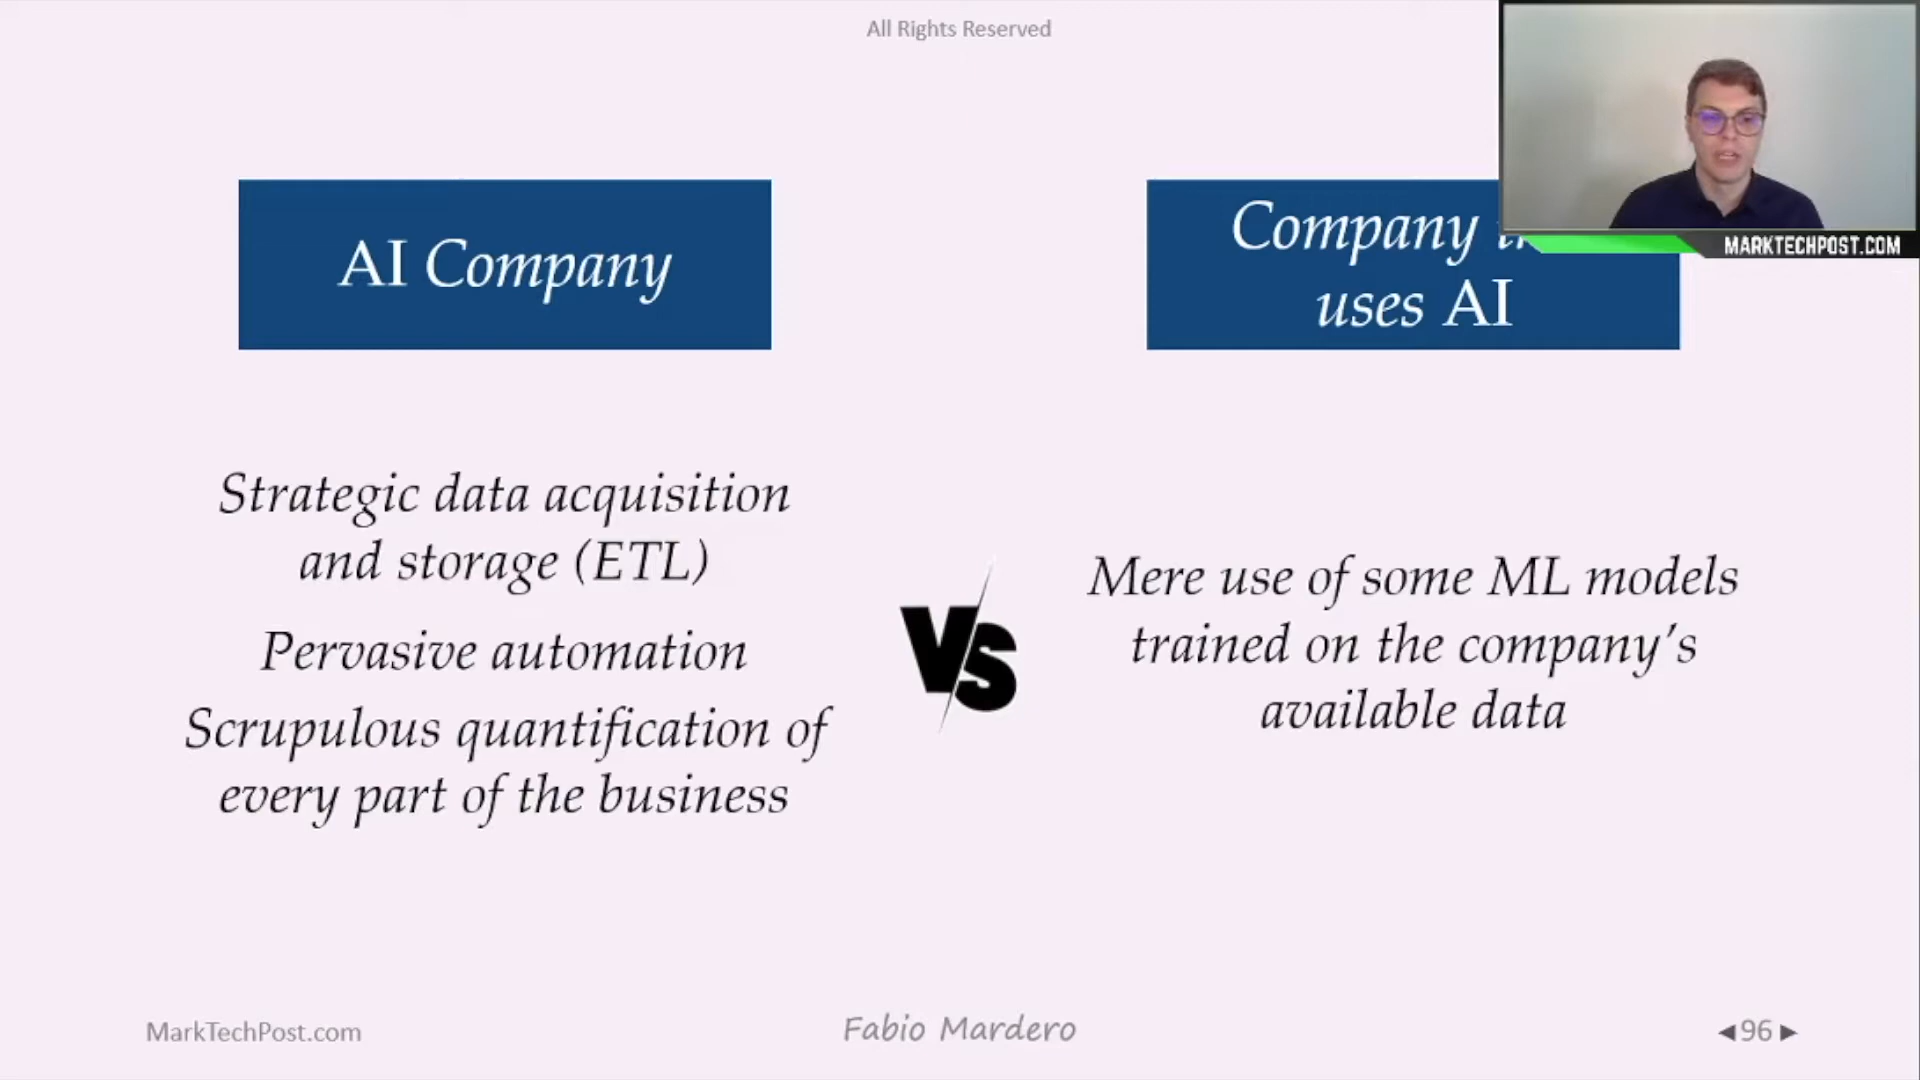 All Rights Reserved
MARKTECHPOST.COM
AI Company
Company
uses AI
Strategic data acquisition
and storage (ETL)
Pervasive automation
Scrupulous quantification of
every part of the business
VS
Mere use of some ML models
trained on the company's
available data
MarkTechPost.com
Fabio Mardero
96